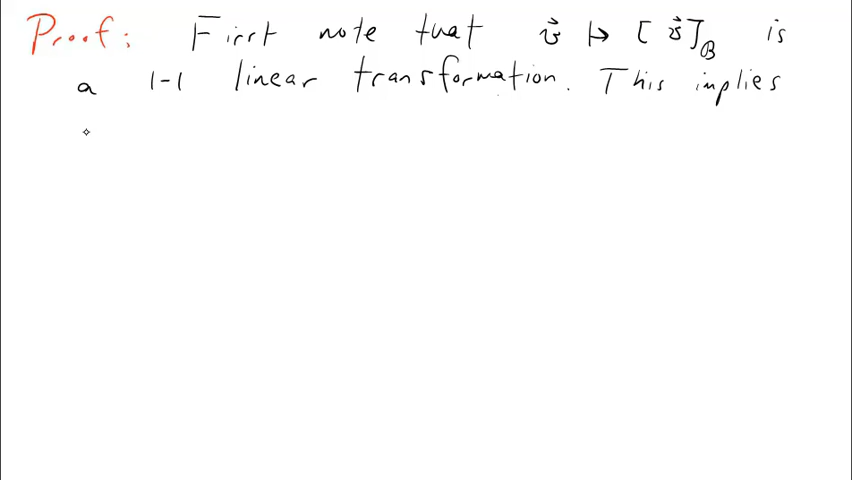 Proof: First note that v⃗ ↦ [v⃗]_B is
a 1-1 linear transformation. This implies